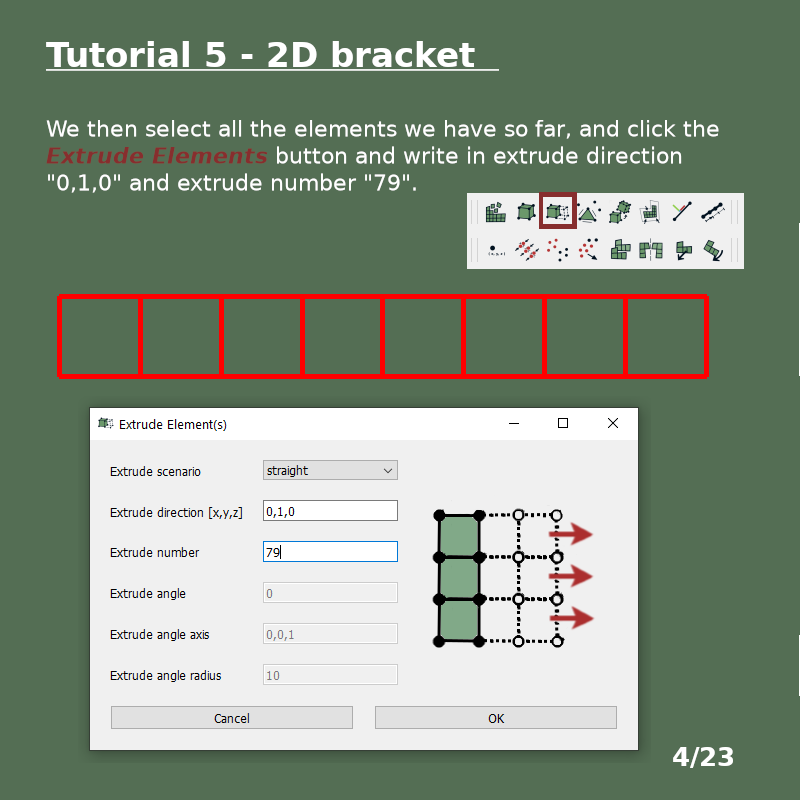 Tutorial 5 - 2D bracket
We then select all the elements we have so far, and click the
Extrude Elements button and write in extrude direction
"0,1,0" and extrude number "79".
Extrude Element(s)
Extrude scenario straight
Extrude direction [x,y,z] 0,1,0
Extrude number 79
Extrude angle 0
Extrude angle axis 0,0,1
Extrude angle radius 10
Cancel OK
4/23